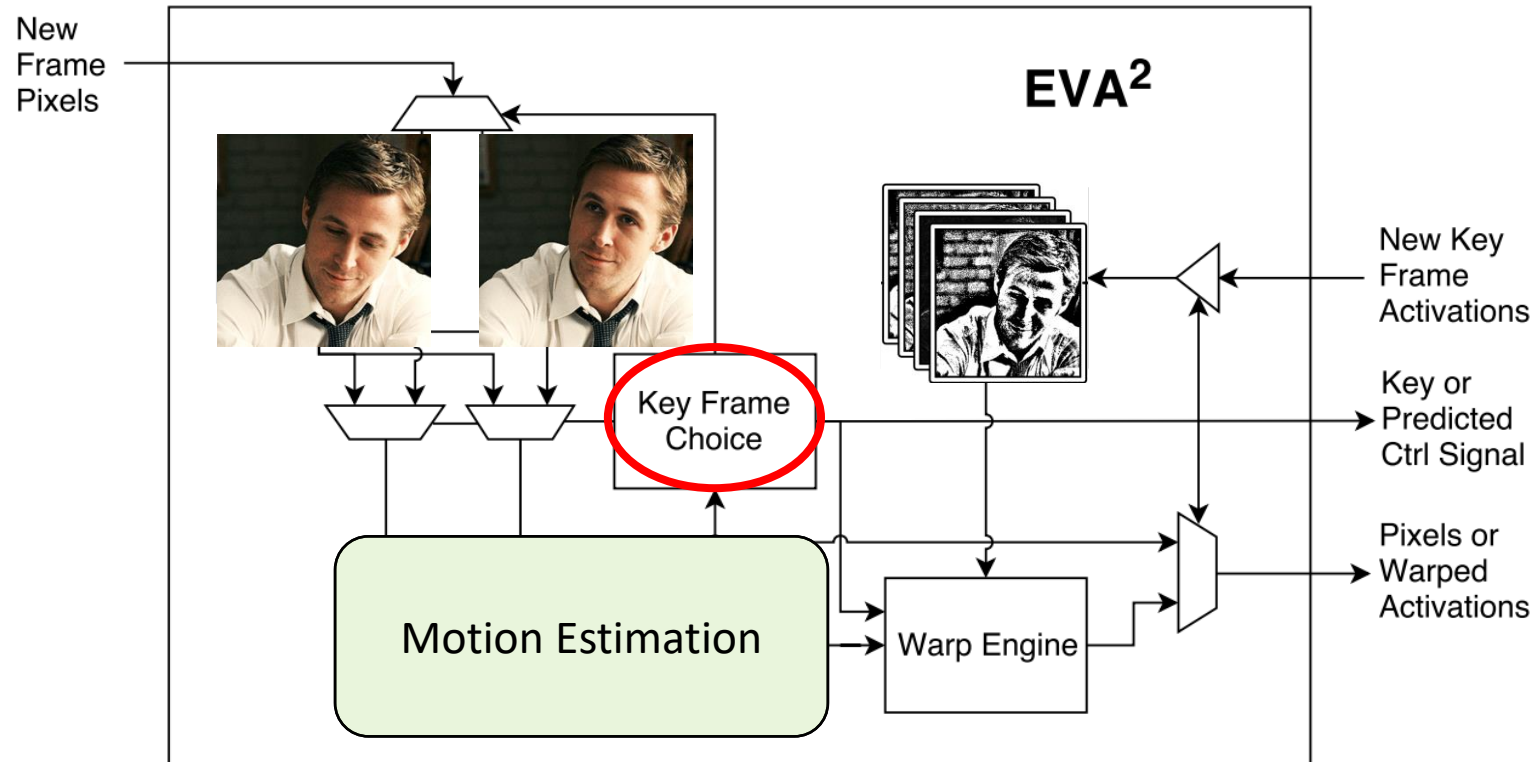 New
Frame
Pixels
EVA²
New Key
Frame
Activations
Key Frame
Choice
Key or
Predicted
Ctrl Signal
Pixels or
Warped
Activations
Motion Estimation
Warp Engine